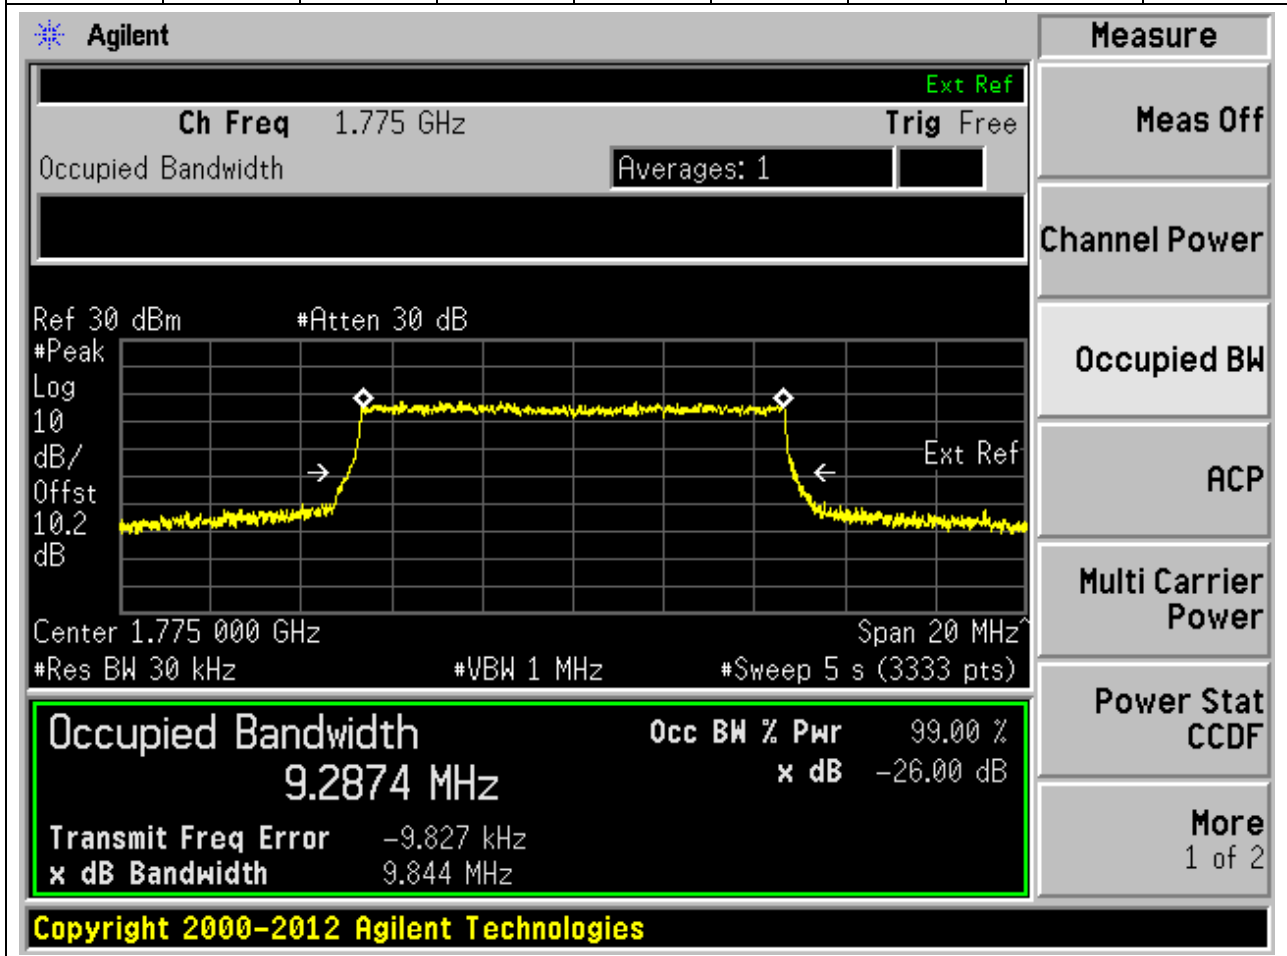 Agilent
Measure
Ext Ref
Ch Freq 1.775 GHz Trig Free
Meas Off
Occupied Bandwidth Averages: 1
Channel Power
Ref 30 dBm #Atten 30 dB
#Peak
Log
10
dB/
Offst
10.2
dB
Ext Ref
Occupied BW
ACP
Center 1.775 000 GHz Span 20 MHz^
#Res BW 30 kHz #VBW 1 MHz #Sweep 5 s (3333 pts)
Multi Carrier
Power
Occupied Bandwidth Occ BW % Pwr 99.00 %
9.2874 MHz x dB -26.00 dB
Transmit Freq Error -9.827 kHz
x dB Bandwidth 9.844 MHz
Power Stat
CCDF
More
1 of 2
Copyright 2000-2012 Agilent Technologies